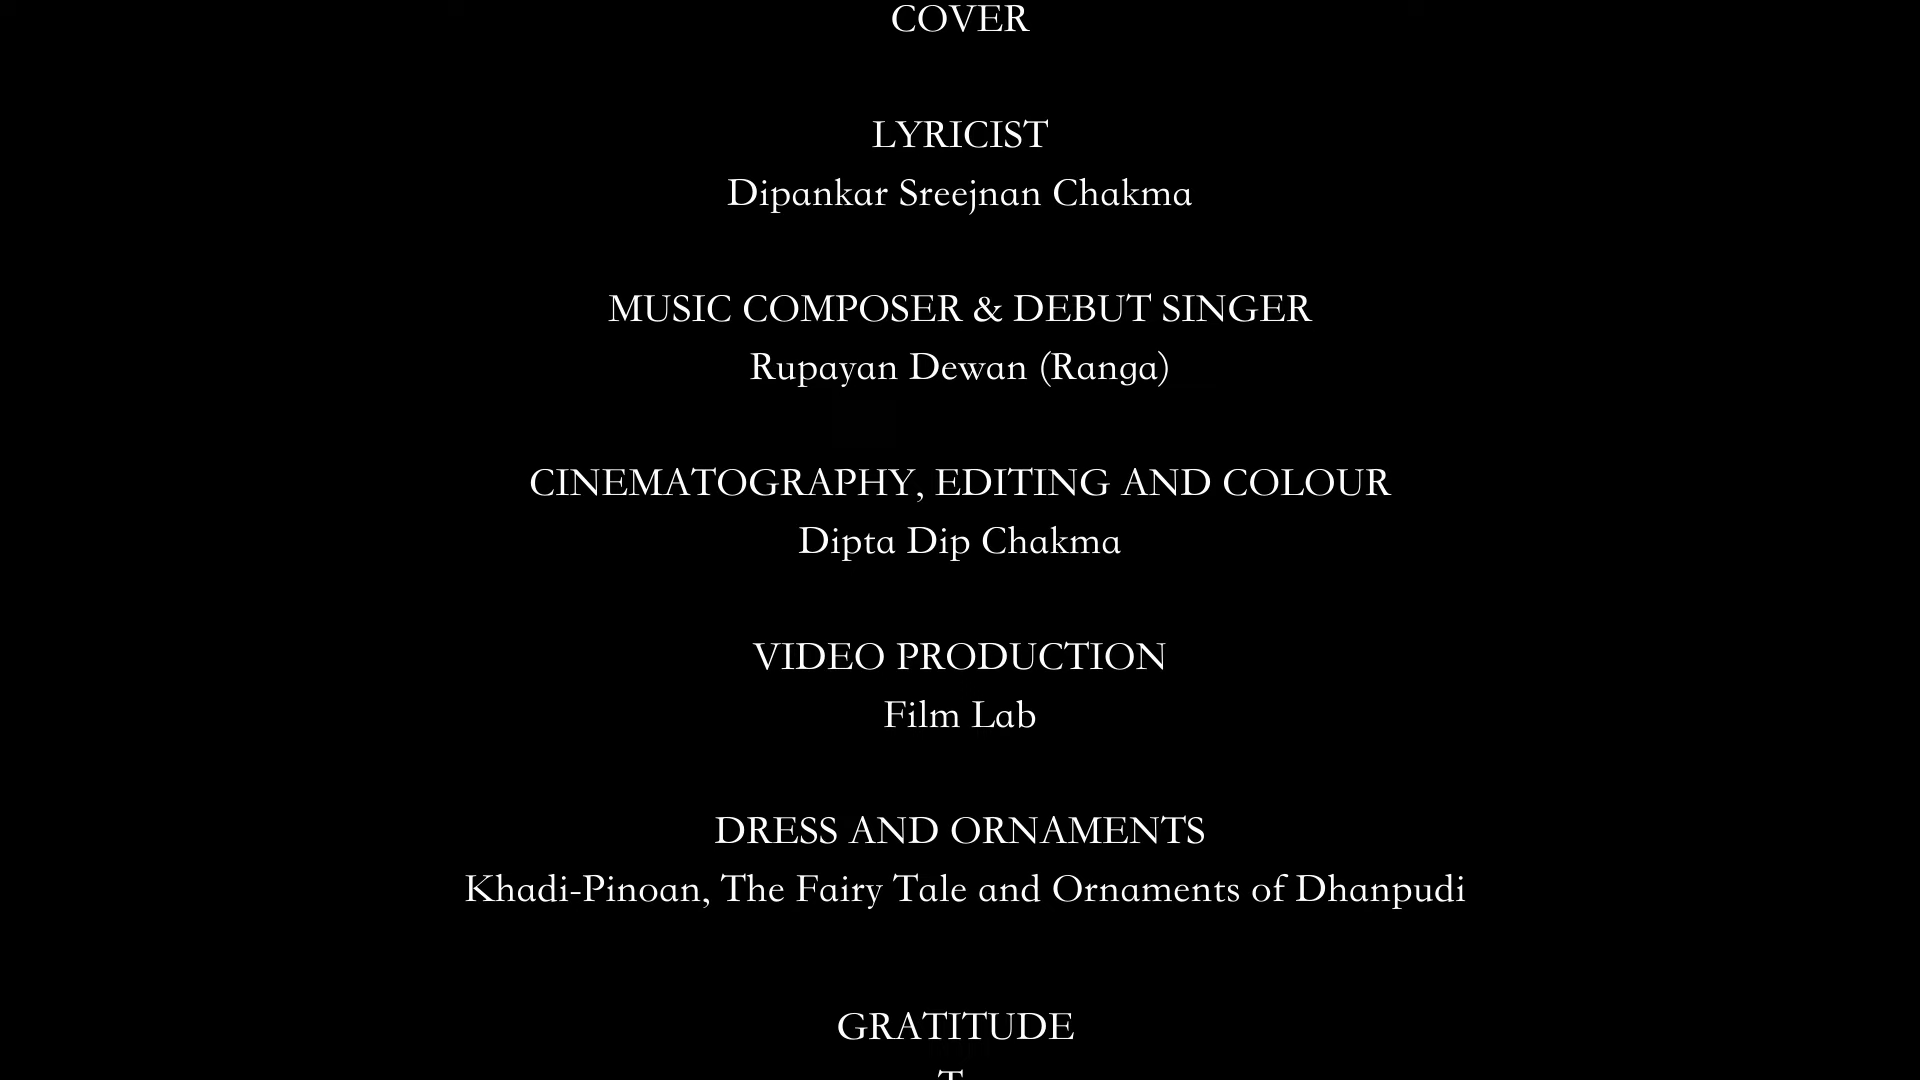 COVER
LYRICIST
Dipankar Sreejnan Chakma
MUSIC COMPOSER & DEBUT SINGER
Rupayan Dewan (Ranga)
CINEMATOGRAPHY, EDITING AND COLOUR
Dipta Dip Chakma
VIDEO PRODUCTION
Film Lab
DRESS AND ORNAMENTS
Khadi-Pinoan, The Fairy Tale and Ornaments of Dhanpudi
GRATITUDE